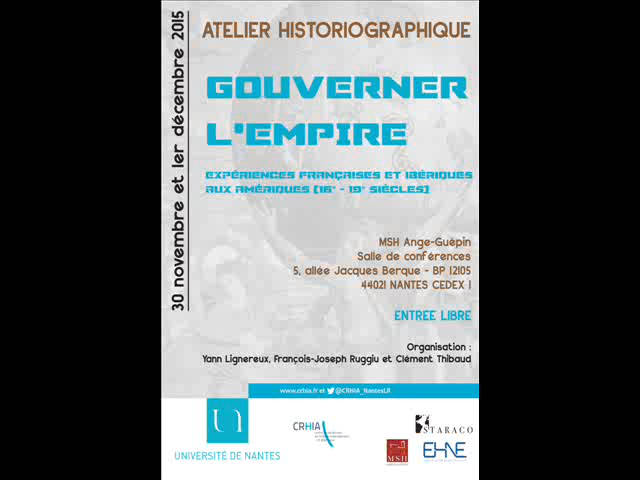 30 novembre et 1er décembre 2015
ATELIER HISTORIOGRAPHIQUE
GOUVERNER
L'EMPIRE
EXPÉRIENCES FRANÇAISES ET IBÉRIQUES
AUX AMÉRIQUES (16e - 19e SIÈCLES)
MSH Ange-Guépin
Salle de conférences
5, allée Jacques Berque - BP 12105
44021 NANTES CEDEX 1
ENTREE LIBRE
Organisation :
Yann Lignereux, François-Joseph Ruggiu et Clément Thibaud
www.crhia.fr et @CRHIA_NantesLR
UNIVERSITÉ DE NANTES
CRHIA
STARACO
MSH
EHNE